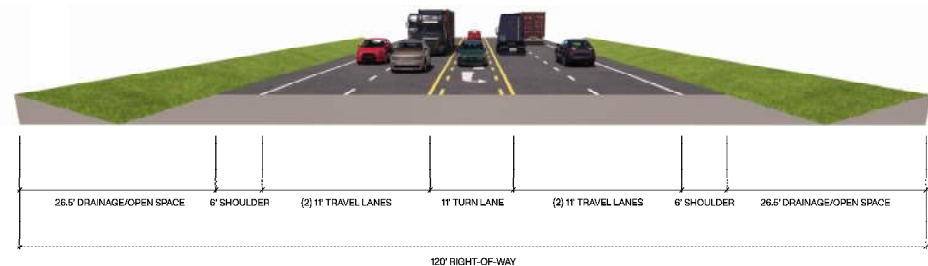 26.5' DRAINAGE/OPEN SPACE
6' SHOULDER
(2) 11' TRAVEL LANES
11' TURN LANE
(2) 11' TRAVEL LANES
6' SHOULDER
26.5' DRAINAGE/OPEN SPACE
120' RIGHT-OF-WAY